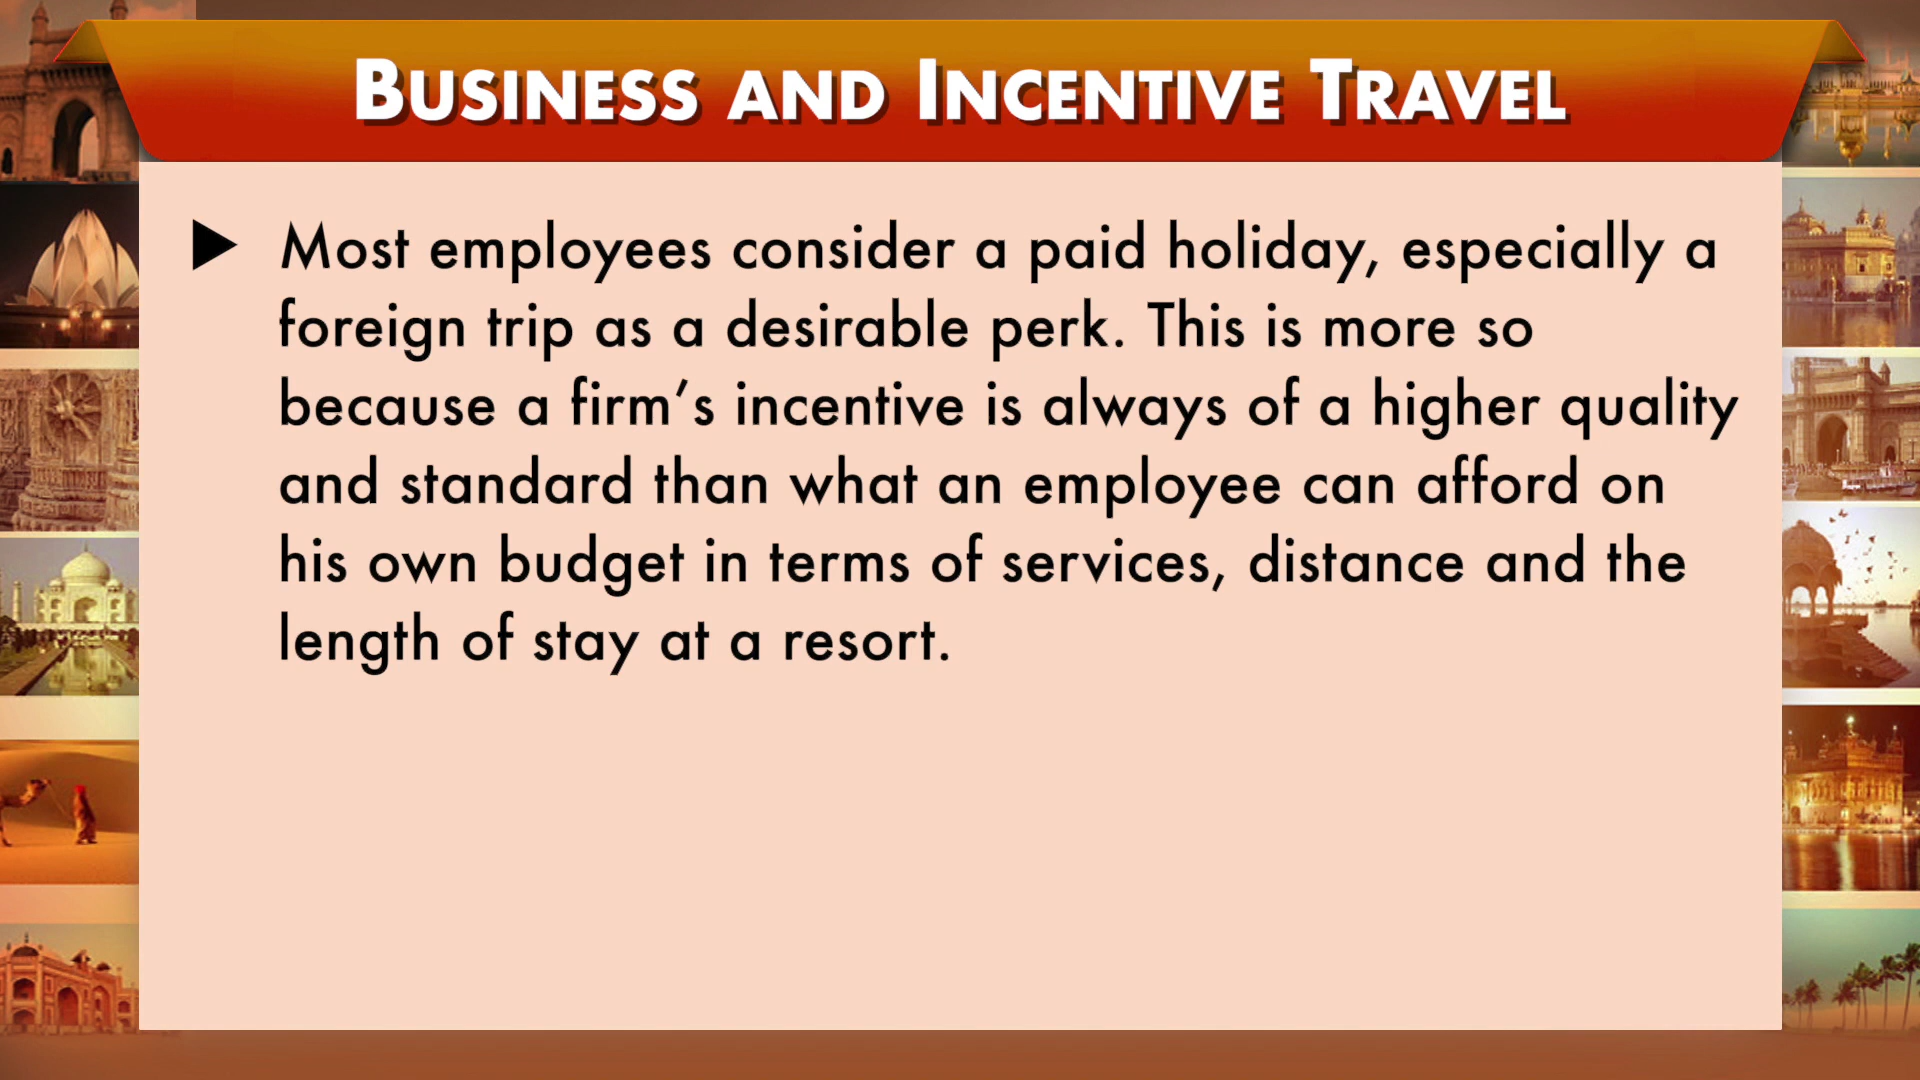 BUSINESS AND INCENTIVE TRAVEL
Most employees consider a paid holiday, especially a
foreign trip as a desirable perk. This is more so
because a firm’s incentive is always of a higher quality
and standard than what an employee can afford on
his own budget in terms of services, distance and the
length of stay at a resort.